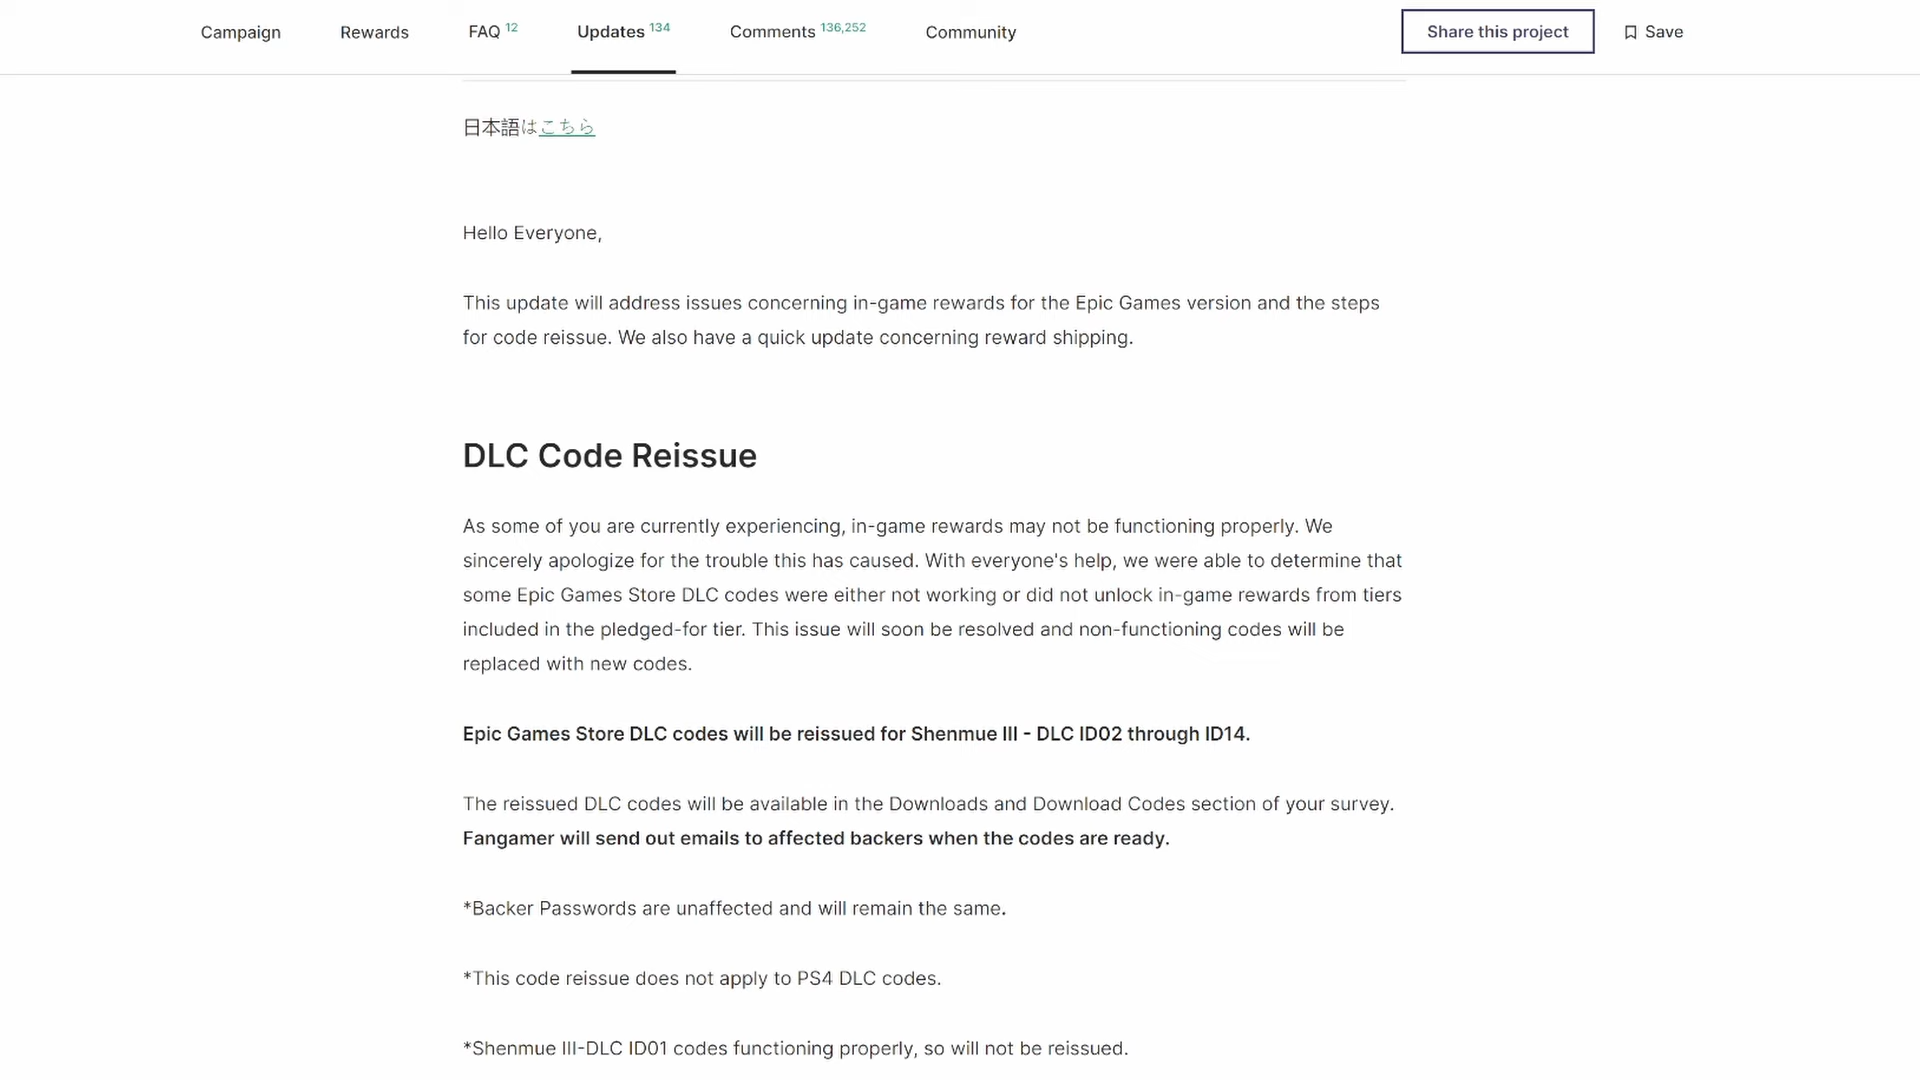 Campaign
Rewards
FAQ 12
Updates 134
Comments 136,252
Community
Share this project
Save
日本語はこちら
Hello Everyone,
This update will address issues concerning in-game rewards for the Epic Games version and the steps
for code reissue. We also have a quick update concerning reward shipping.
DLC Code Reissue
As some of you are currently experiencing, in-game rewards may not be functioning properly. We
sincerely apologize for the trouble this has caused. With everyone's help, we were able to determine that
some Epic Games Store DLC codes were either not working or did not unlock in-game rewards from tiers
included in the pledged-for tier. This issue will soon be resolved and non-functioning codes will be
replaced with new codes.
Epic Games Store DLC codes will be reissued for Shenmue III - DLC ID02 through ID14.
The reissued DLC codes will be available in the Downloads and Download Codes section of your survey.
Fangamer will send out emails to affected backers when the codes are ready.
*Backer Passwords are unaffected and will remain the same.
*This code reissue does not apply to PS4 DLC codes.
*Shenmue III-DLC ID01 codes functioning properly, so will not be reissued.